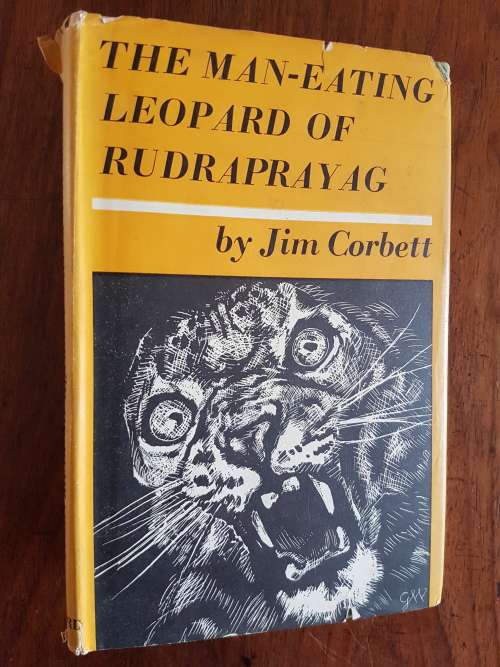 THE MAN-EATING
LEOPARD OF
RUDRAPRAYAG
by Jim Corbett